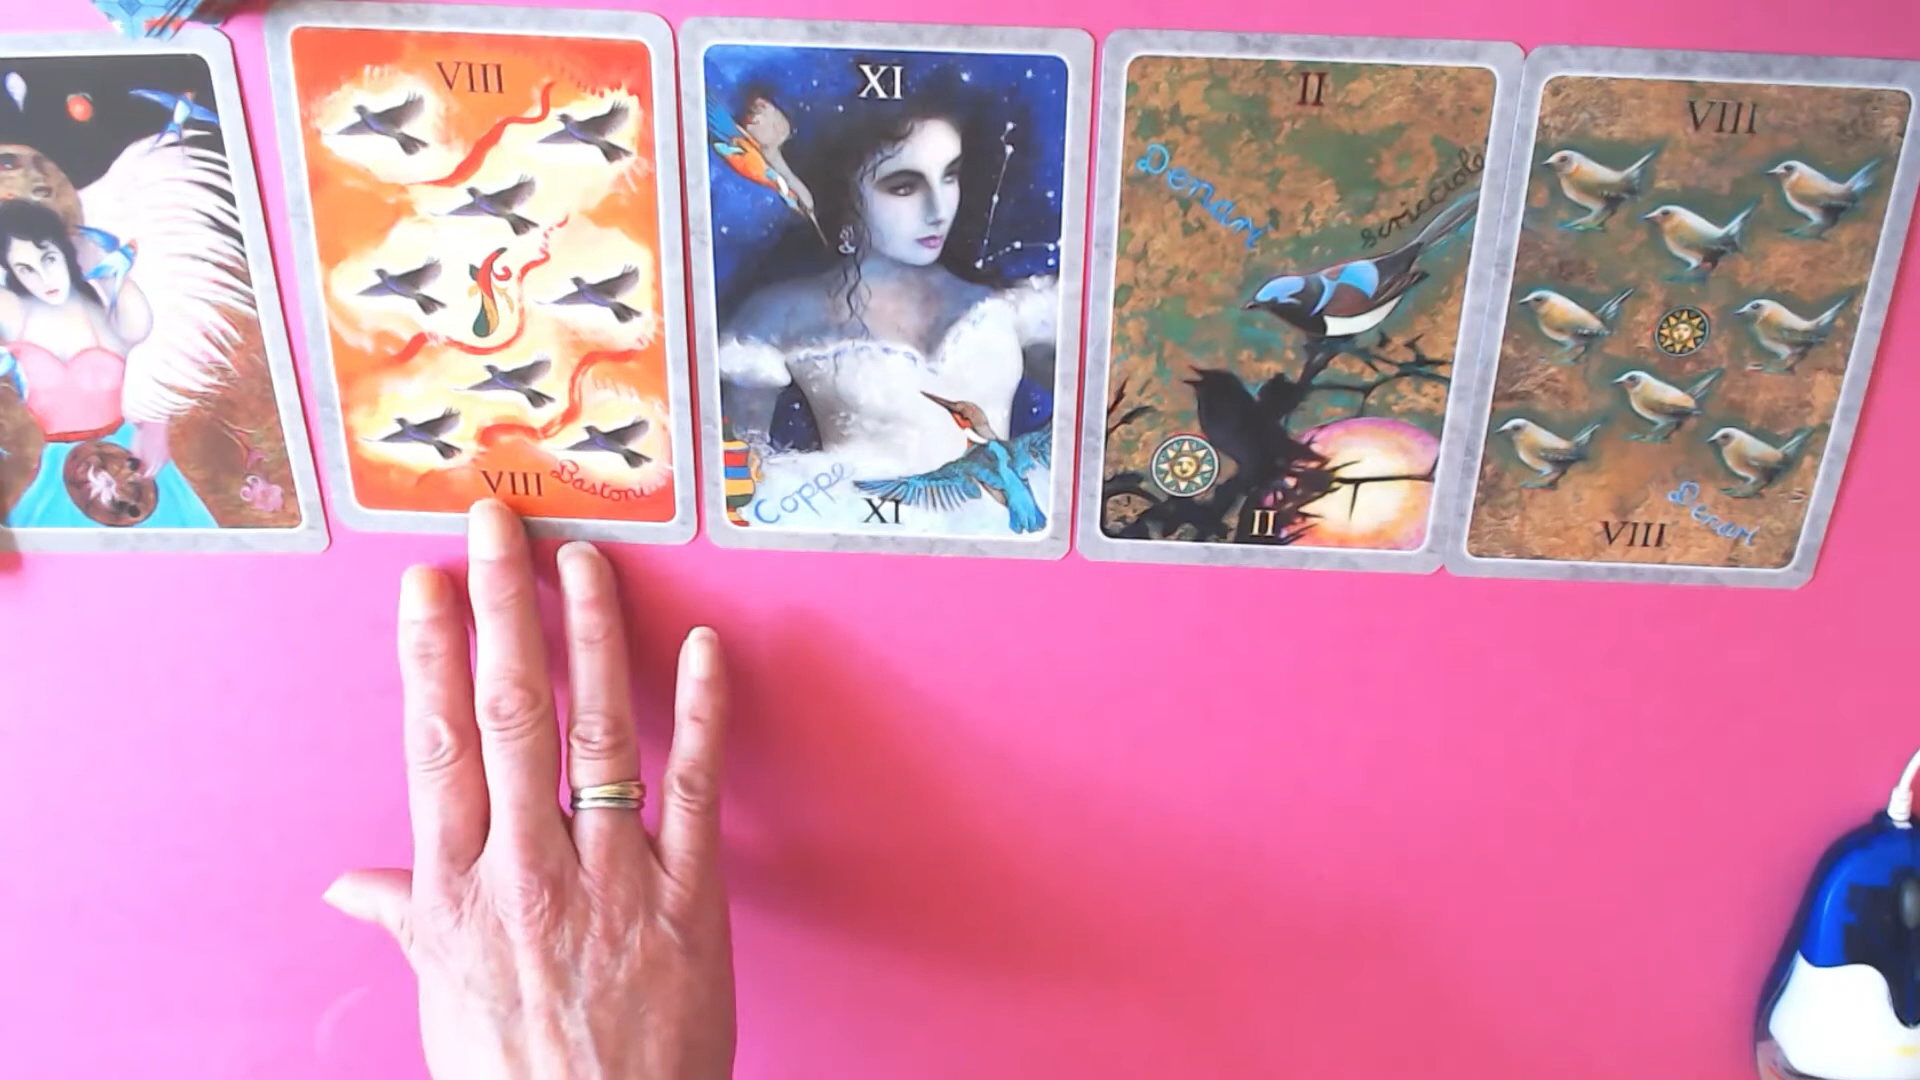 VIII
VIII
Bastoni
XI
Coppe
XI
II
Denari
scricciolo
II
VIII
Denari
VIII